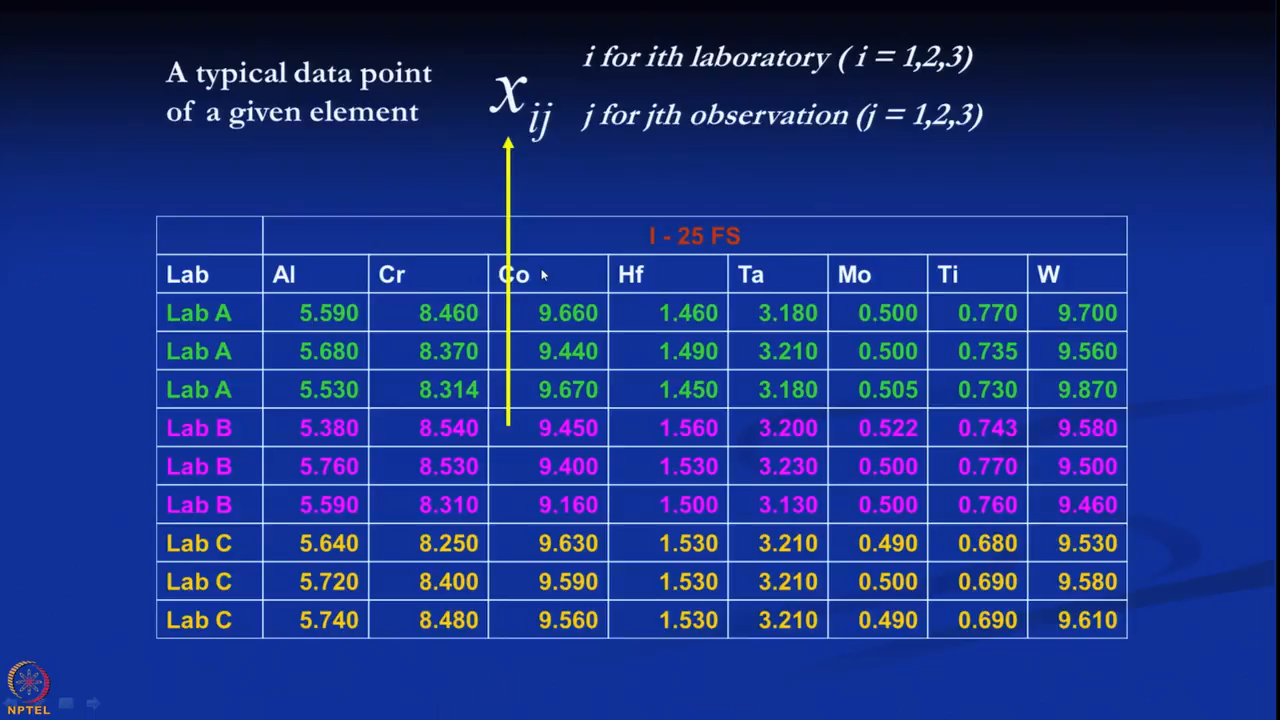 A typical data point
of a given element
x ij
i for ith laboratory ( i = 1,2,3)
j for jth observation (j = 1,2,3)
I - 25 FS
Lab Al Cr Co Hf Ta Mo Ti W
Lab A 5.590 8.460 9.660 1.460 3.180 0.500 0.770 9.700
Lab A 5.680 8.370 9.440 1.490 3.210 0.500 0.735 9.560
Lab A 5.530 8.314 9.670 1.450 3.180 0.505 0.730 9.870
Lab B 5.380 8.540 9.450 1.560 3.200 0.522 0.743 9.580
Lab B 5.760 8.530 9.400 1.530 3.230 0.500 0.770 9.500
Lab B 5.590 8.310 9.160 1.500 3.130 0.500 0.760 9.460
Lab C 5.640 8.250 9.630 1.530 3.210 0.490 0.680 9.530
Lab C 5.720 8.400 9.590 1.530 3.210 0.500 0.690 9.580
Lab C 5.740 8.480 9.560 1.530 3.210 0.490 0.690 9.610
NPTEL